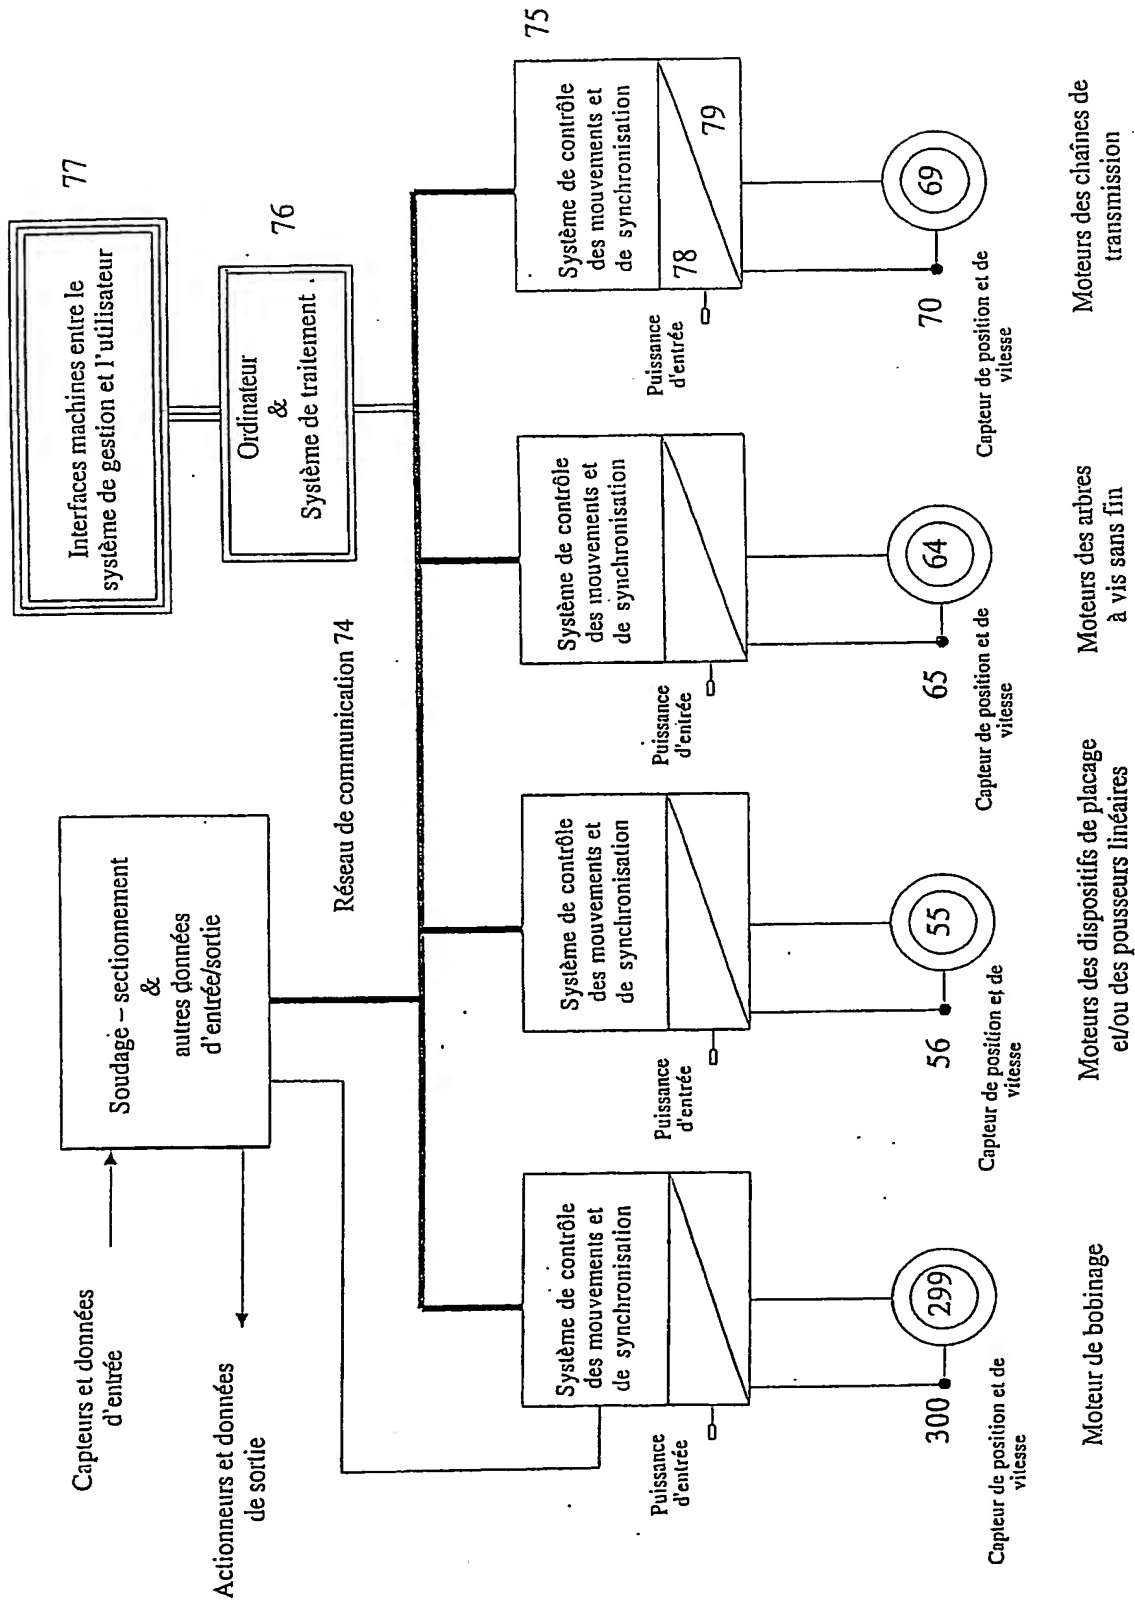 Capteurs et données
d'entrée
Actionneurs et données
de sortie
Soudage – sectionnement
&
autres données
d'entrée/sortie
Réseau de communication 74
Interfaces machines entre le
système de gestion et l'utilisateur
77
Ordinateur
&
Système de traitement
76
75
Système de contrôle
des mouvements et
de synchronisation
Puissance
d'entrée
300
299
Capteur de position et de
vitesse
Moteur de bobinage
Système de contrôle
des mouvements et
de synchronisation
Puissance
d'entrée
56
55
Capteur de position et de
vitesse
Moteurs des dispositifs de placage
et/ou des pousseurs linéaires
Système de contrôle
des mouvements et
de synchronisation
Puissance
d'entrée
65
64
Capteur de position et de
vitesse
Moteurs des arbres
à vis sans fin
Système de contrôle
des mouvements et
de synchronisation
78
79
Puissance
d'entrée
70
69
Capteur de position et de
vitesse
Moteurs des chaînes de
transmission